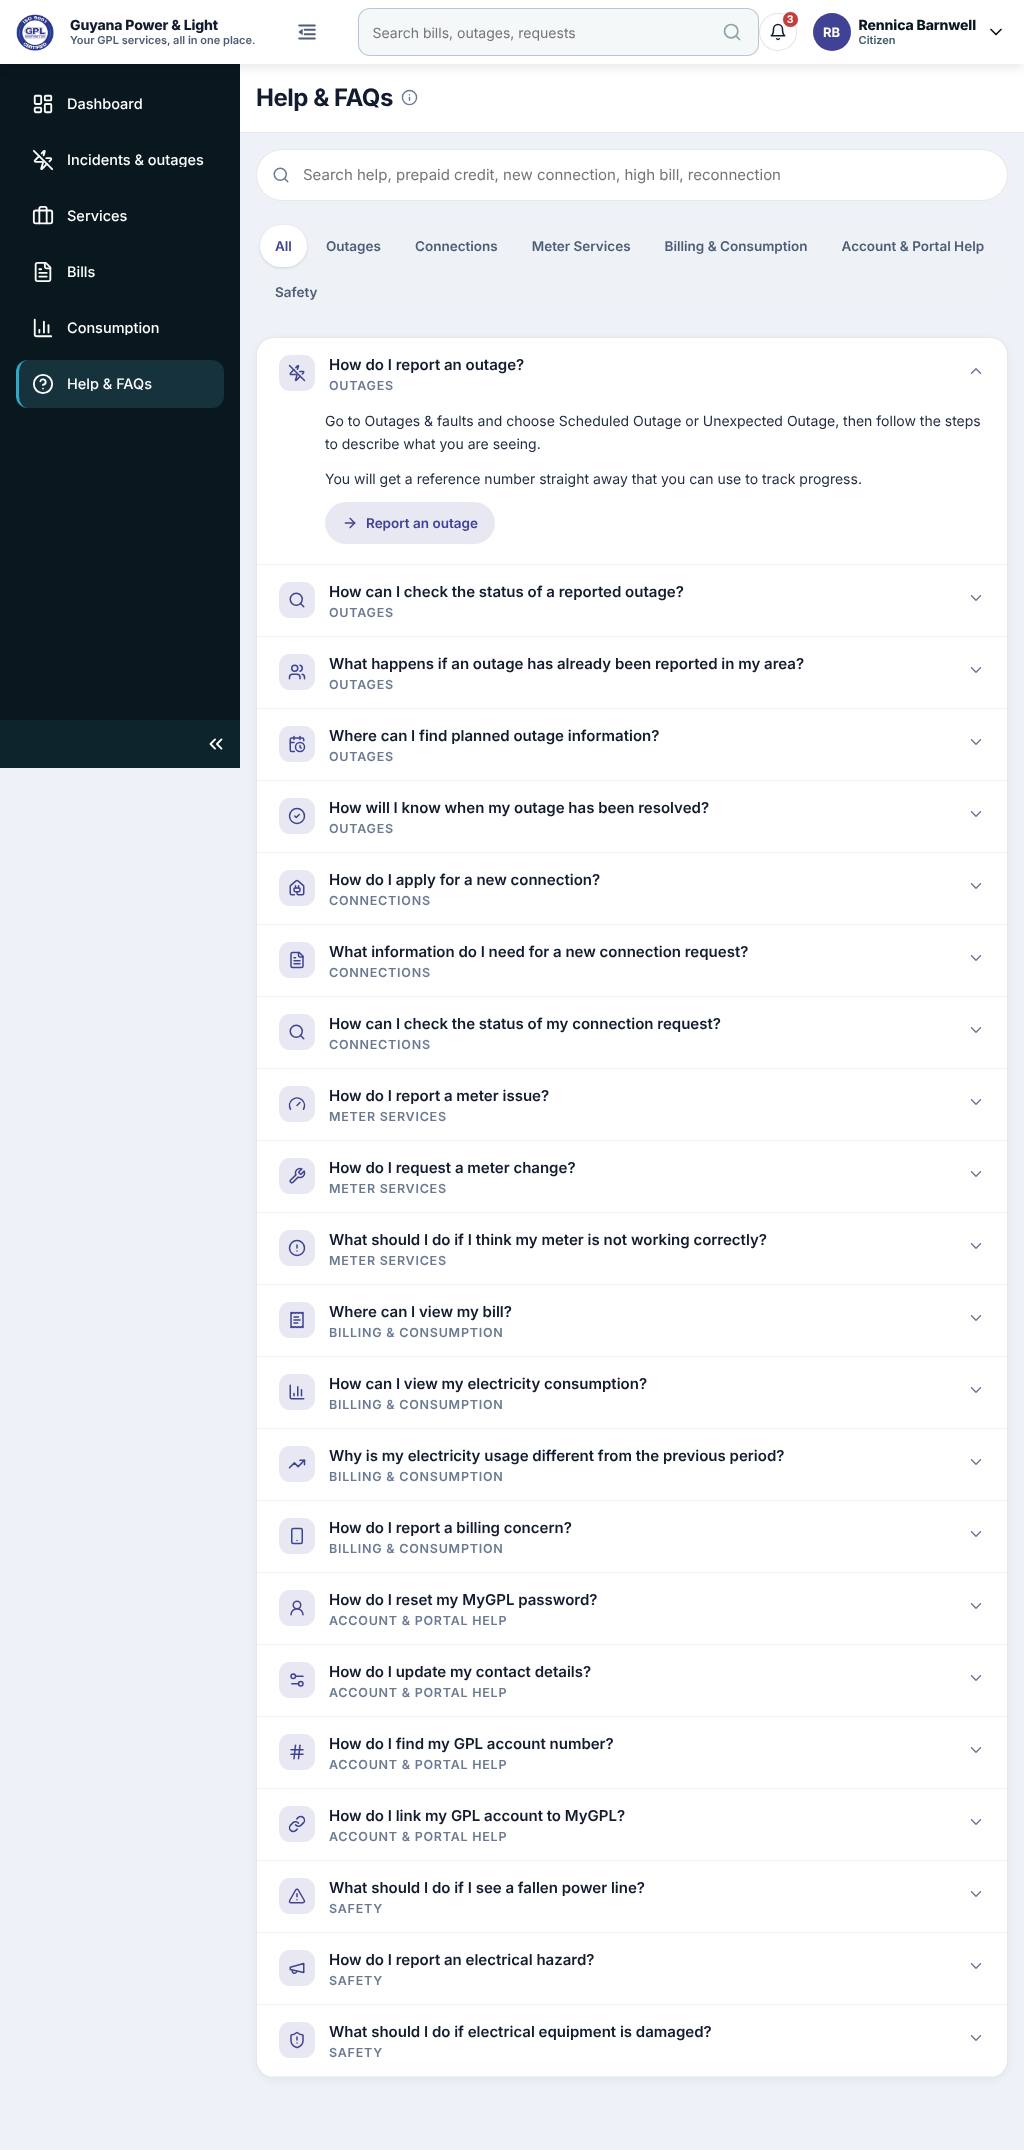 GPL
Guyana Power & Light
Your GPL services, all in one place.
Search bills, outages, requests
3
RB
Rennica Barnwell
Citizen
Dashboard
Incidents & outages
Services
Bills
Consumption
Help & FAQs
Help & FAQs
Search help, prepaid credit, new connection, high bill, reconnection
All
Outages
Connections
Meter Services
Billing & Consumption
Account & Portal Help
Safety
How do I report an outage?
OUTAGES
Go to Outages & faults and choose Scheduled Outage or Unexpected Outage, then follow the steps
to describe what you are seeing.
You will get a reference number straight away that you can use to track progress.
Report an outage
How can I check the status of a reported outage?
OUTAGES
What happens if an outage has already been reported in my area?
OUTAGES
Where can I find planned outage information?
OUTAGES
How will I know when my outage has been resolved?
OUTAGES
How do I apply for a new connection?
CONNECTIONS
What information do I need for a new connection request?
CONNECTIONS
How can I check the status of my connection request?
CONNECTIONS
How do I report a meter issue?
METER SERVICES
How do I request a meter change?
METER SERVICES
What should I do if I think my meter is not working correctly?
METER SERVICES
Where can I view my bill?
BILLING & CONSUMPTION
How can I view my electricity consumption?
BILLING & CONSUMPTION
Why is my electricity usage different from the previous period?
BILLING & CONSUMPTION
How do I report a billing concern?
BILLING & CONSUMPTION
How do I reset my MyGPL password?
ACCOUNT & PORTAL HELP
How do I update my contact details?
ACCOUNT & PORTAL HELP
How do I find my GPL account number?
ACCOUNT & PORTAL HELP
How do I link my GPL account to MyGPL?
ACCOUNT & PORTAL HELP
What should I do if I see a fallen power line?
SAFETY
How do I report an electrical hazard?
SAFETY
What should I do if electrical equipment is damaged?
SAFETY